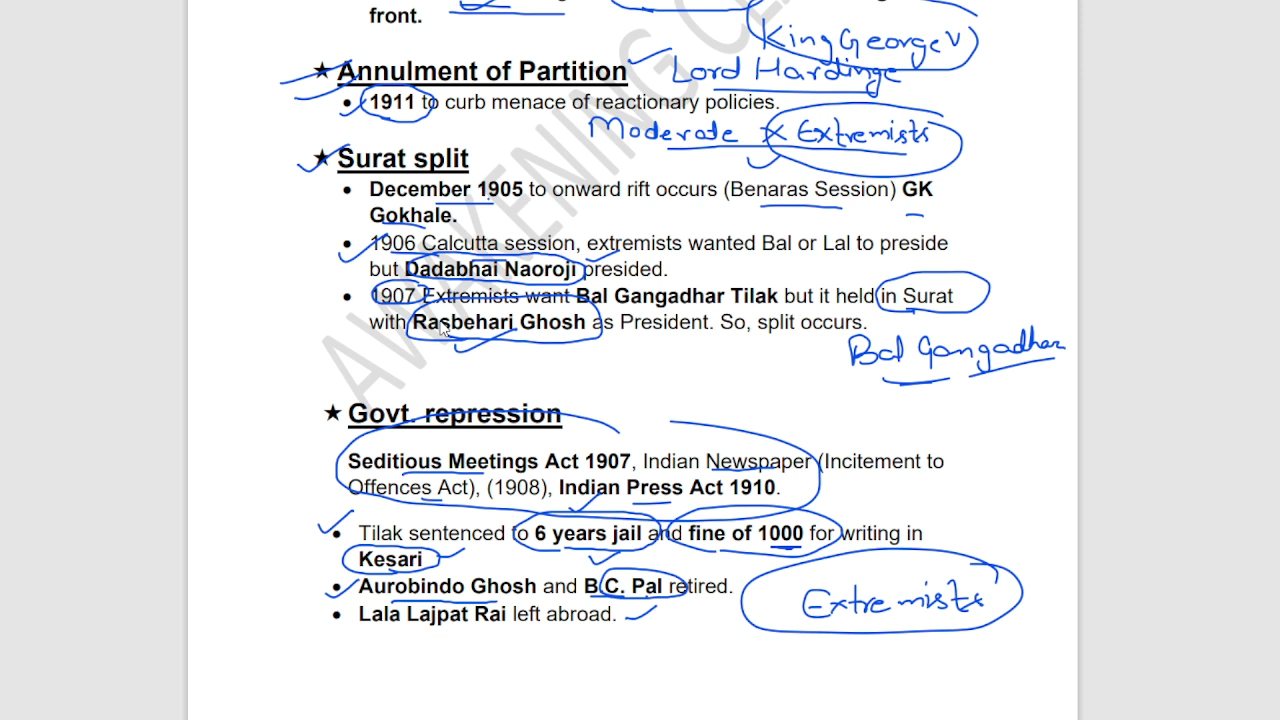 front.
King George V)
★ Annulment of Partition
Lord Hardinge
• 1911 to curb menace of reactionary policies.
Moderate × Extremists
★ Surat split
• December 1905 to onward rift occurs (Benaras Session) GK
Gokhale.
• 1906 Calcutta session, extremists wanted Bal or Lal to preside
but Dadabhai Naoroji presided.
• 1907 Extremists want Bal Gangadhar Tilak but it held in Surat
with Rasbehari Ghosh as President. So, split occurs.
Bal Gangadhar
★ Govt. repression
Seditious Meetings Act 1907, Indian Newspaper (Incitement to
Offences Act), (1908), Indian Press Act 1910.
• Tilak sentenced to 6 years jail and fine of 1000 for writing in
Kesari
• Aurobindo Ghosh and B.C. Pal retired.
Extremists
• Lala Lajpat Rai left abroad.
AWAKENING